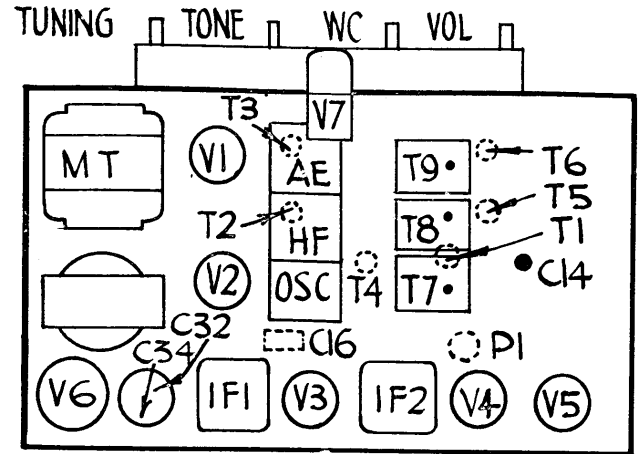 TUNING TONE WC VOL
T3 V7
MT V1 AE T9 T6
T5
T2 HF T8 T1
V2 OSC T4 T7 C14
C32
C34 C16 P1
V6 IF1 V3 IF2 V4 V5